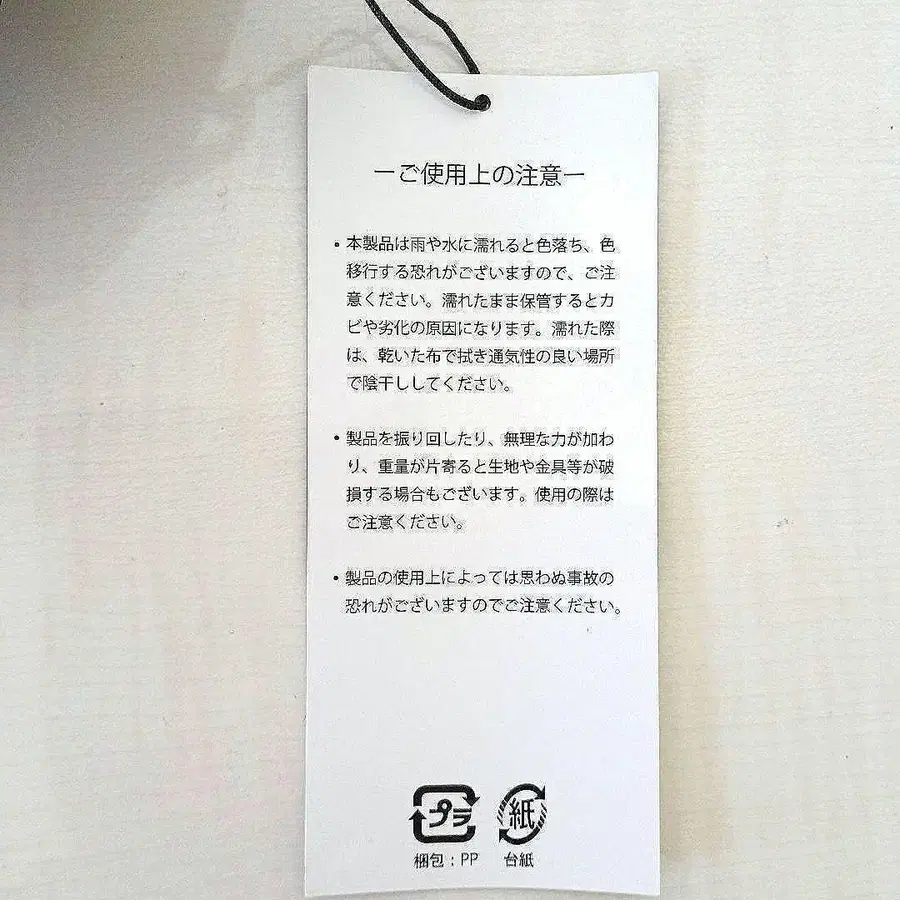 ーご使用上の注意ー
・本製品は雨や水に濡れると色落ち、色
移行する恐れがございますので、ご注
意ください。濡れたまま保管するとカ
ビや劣化の原因になります。濡れた際
は、乾いた布で拭き通気性の良い場所
で陰干ししてください。
・製品を振り回したり、無理な力が加わ
り、重量が片寄ると生地や金具等が破
損する場合もございます。使用の際は
ご注意ください。
・製品の使用上によっては思わぬ事故の
恐れがございますのでご注意ください。
プラ 紙
梱包：PP 台紙